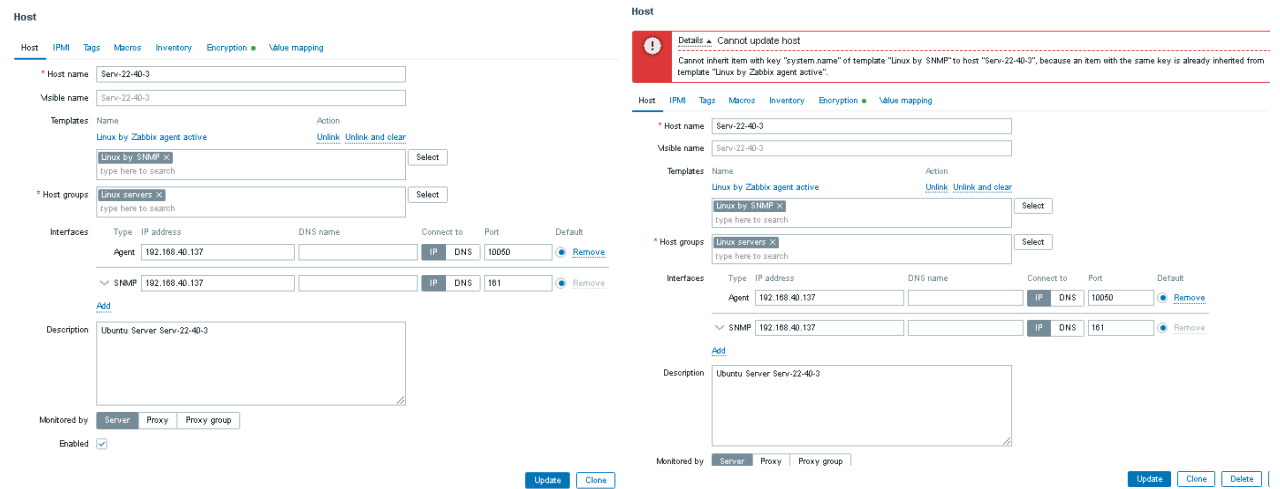 Host
Host IPMI Tags Macros Inventory Encryption Value mapping
* Host name Serv-22-40-3
Visible name Serv-22-40-3
Templates Name Action
Linux by Zabbix agent active Unlink Unlink and clear
Linux by SNMP × Select
type here to search
* Host groups Linux servers × Select
type here to search
Interfaces Type IP address DNS name Connect to Port Default
Agent 192.168.40.137 IP DNS 10050 Remove
SNMP 192.168.40.137 IP DNS 161 Remove
Add
Description Ubuntu Server Serv-22-40-3
Monitored by Server Proxy Proxy group
Enabled
Update Clone
Host
Details Cannot update host
Cannot inherit item with key "system.name" of template "Linux by SNMP" to host "Serv-22-40-3", because an item with the same key is already inherited from
template "Linux by Zabbix agent active".
Host IPMI Tags Macros Inventory Encryption Value mapping
* Host name Serv-22-40-3
Visible name Serv-22-40-3
Templates Name Action
Linux by Zabbix agent active Unlink Unlink and clear
Linux by SNMP × Select
type here to search
* Host groups Linux servers × Select
type here to search
Interfaces Type IP address DNS name Connect to Port Default
Agent 192.168.40.137 IP DNS 10050 Remove
SNMP 192.168.40.137 IP DNS 161 Remove
Add
Description Ubuntu Server Serv-22-40-3
Monitored by Server Proxy Proxy group
Update Clone Delete